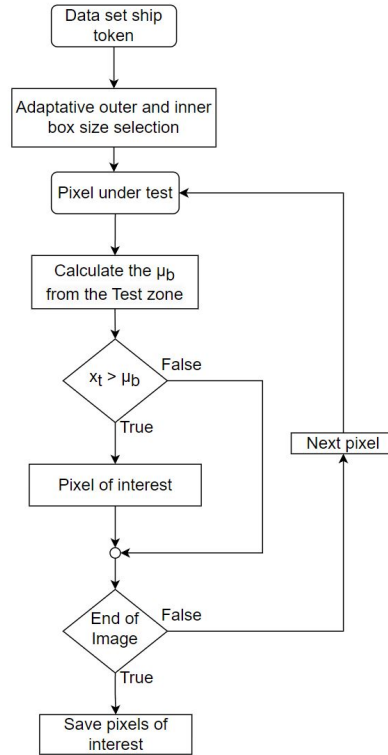 Data set ship
token
Adaptative outer and inner
box size selection
Pixel under test
Calculate the μb
from the Test zone
xt > μb
False
True
Next pixel
Pixel of interest
End of
Image
False
True
Save pixels of
interest